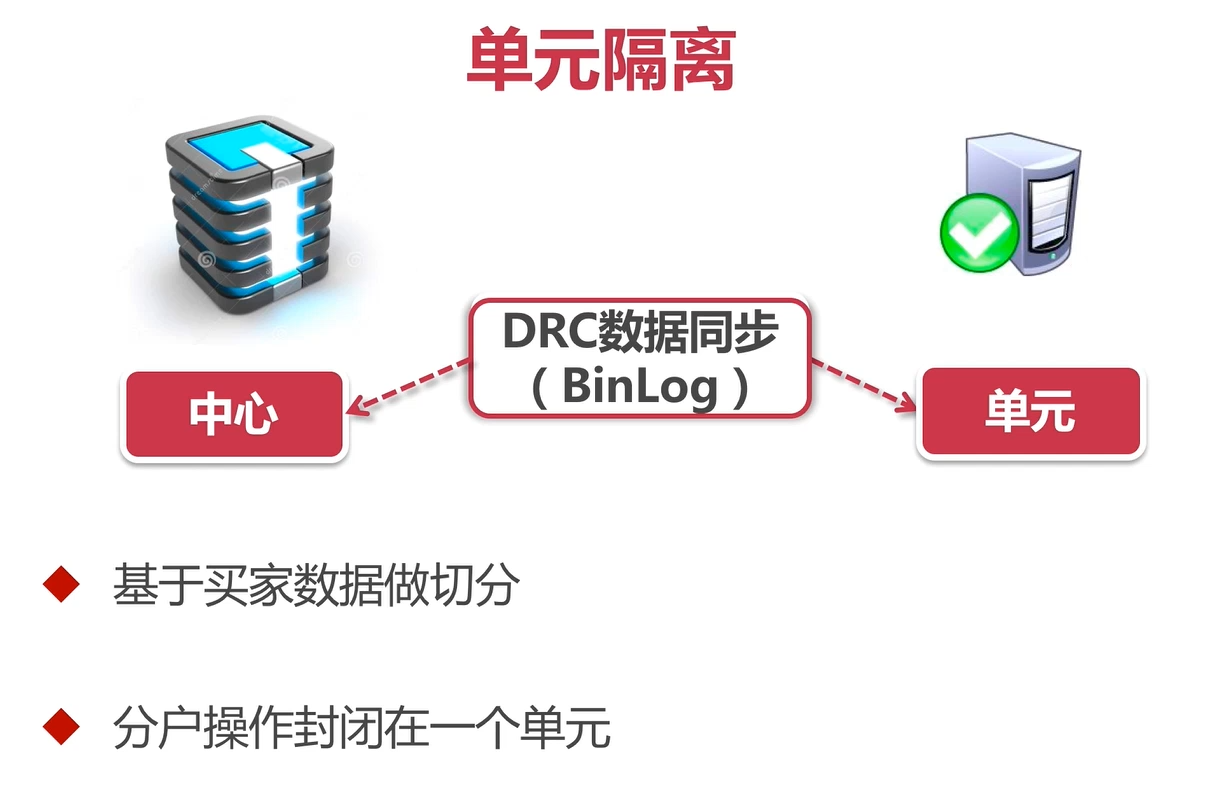 单元隔离
DRC数据同步
（BinLog）
中心
单元
基于买家数据做切分
分户操作封闭在一个单元